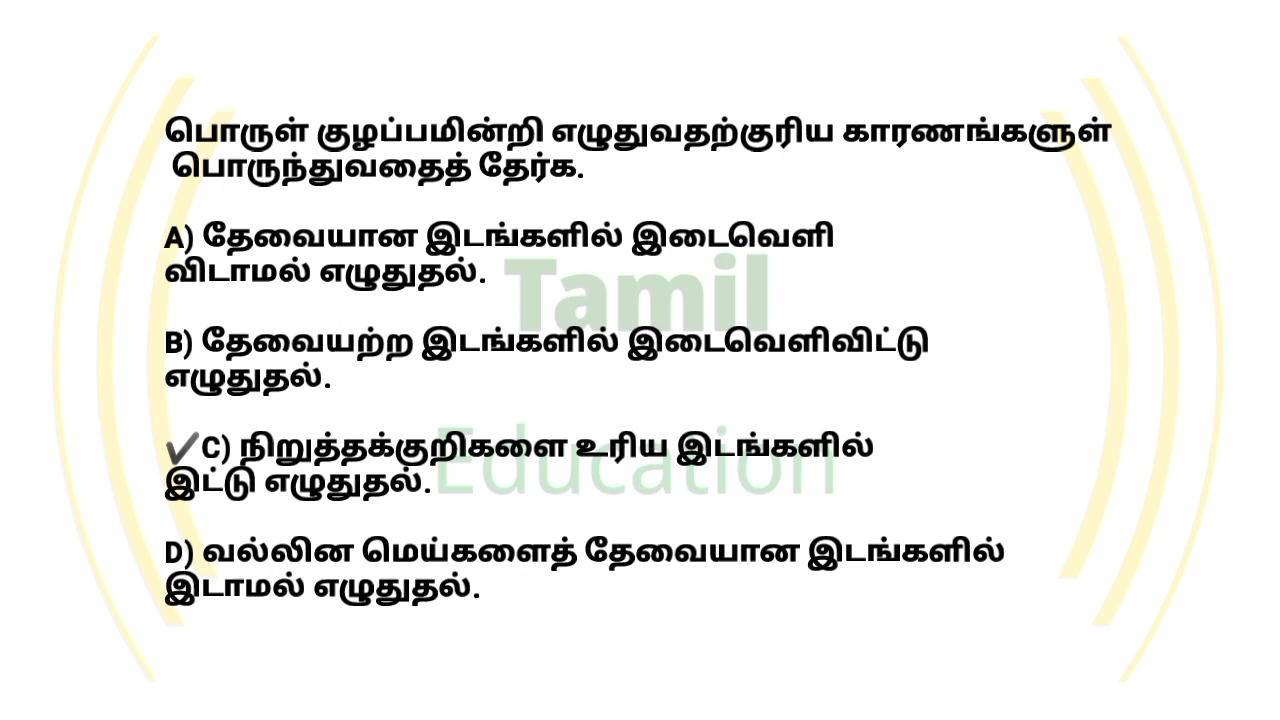 பொருள் குழப்பமின்றி எழுதுவதற்குரிய காரணங்களுள்
பொருந்துவதைத் தேர்க.
A) தேவையான இடங்களில் இடைவெளி
விடாமல் எழுதுதல்.
Tamil
B) தேவையற்ற இடங்களில் இடைவெளிவிட்டு
எழுதுதல்.
✔C) நிறுத்தக்குறிகளை உரிய இடங்களில்
இட்டு எழுதுதல்.
Education
D) வல்லின மெய்களைத் தேவையான இடங்களில்
இடாமல் எழுதுதல்.